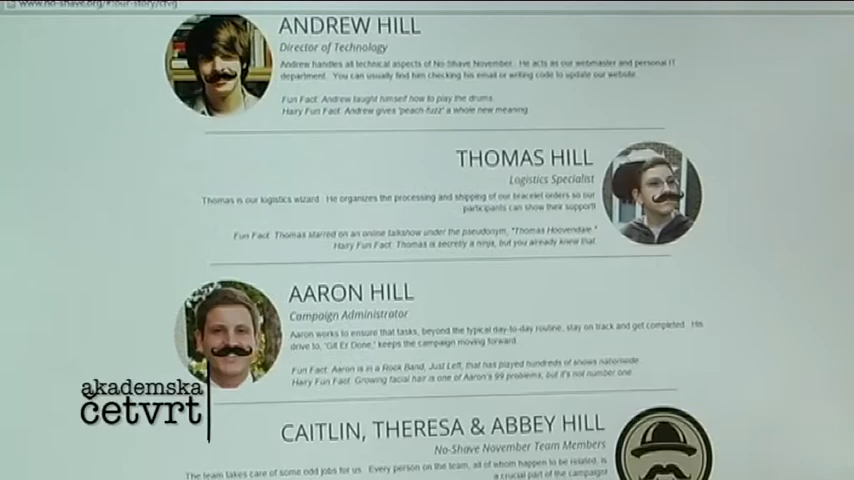 www.no-shave.org/#!our-story/cfvg
ANDREW HILL
Director of Technology
Andrew handles all technical aspects of No-Shave November. He acts as our webmaster and personal IT
department. You can usually find him checking his email or writing code to update our website.
Fun Fact: Andrew taught himself how to play the drums.
Hairy Fun Fact: Andrew gives 'peach-fuzz' a whole new meaning.
THOMAS HILL
Logistics Specialist
Thomas is our logistics wizard. He organizes the processing and shipping of our bracelet orders so our
participants can show their support!
Fun Fact: Thomas starred on an online talkshow under the pseudonym, "Thomas Hoovendale."
Hairy Fun Fact: Thomas is secretly a ninja, but you already knew that.
AARON HILL
Campaign Administrator
Aaron works to ensure that tasks, beyond the typical day-to-day routine, stay on track and get completed. His
drive to, "Git Er Done," keeps the campaign moving forward.
Fun Fact: Aaron is in a Rock Band, Just Left, that has played hundreds of shows nationwide.
Hairy Fun Fact: Growing facial hair is one of Aaron's 99 problems, but it's not number one.
akademska
četvrt
CAITLIN, THERESA & ABBEY HILL
No-Shave November Team Members
The team takes care of some odd jobs for us. Every person on the team, all of whom happen to be related, is
a crucial part of the campaign!